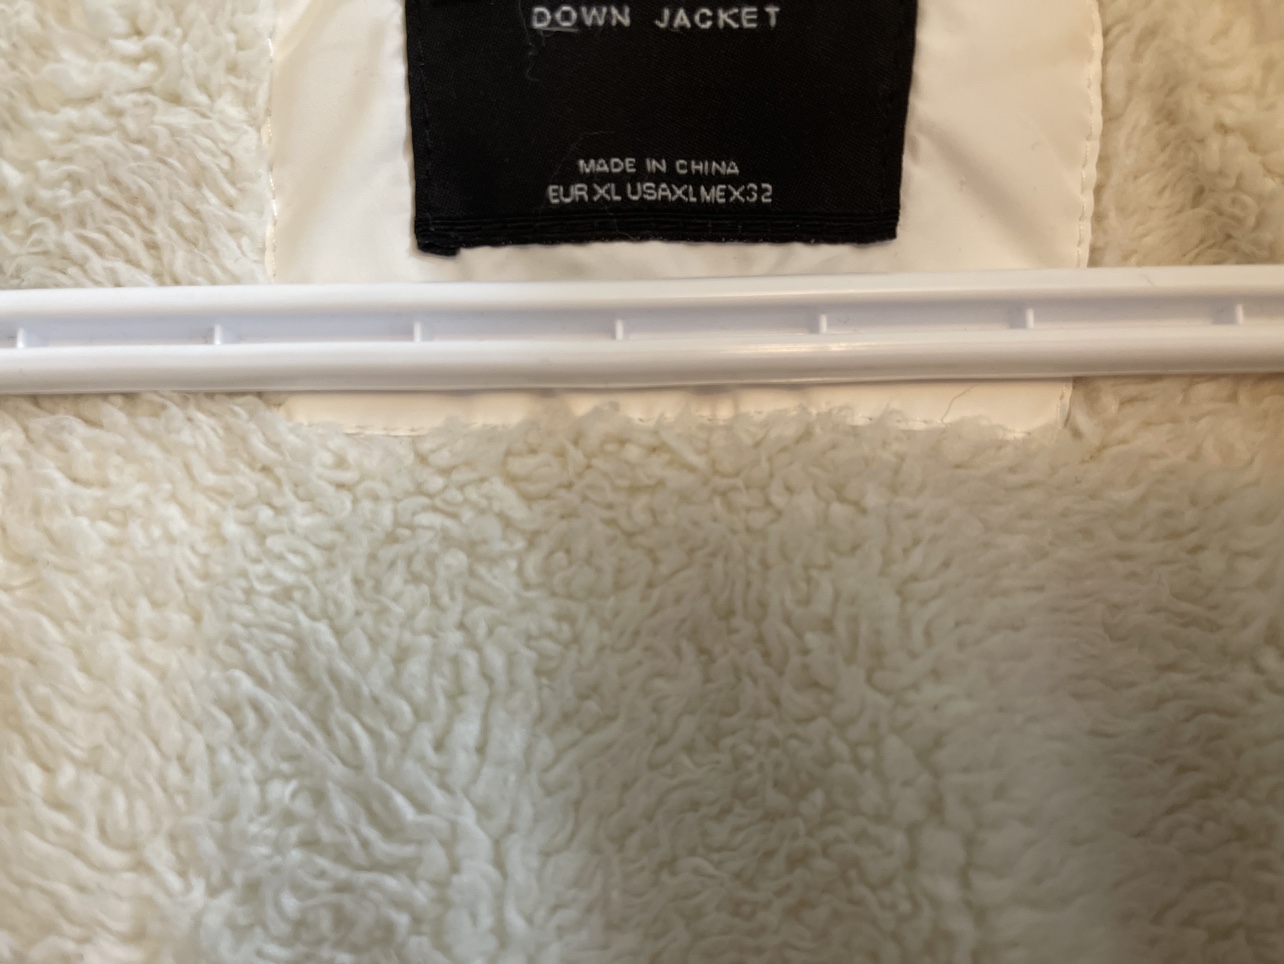 DOWN JACKET
MADE IN CHINA
EUR XL USA XL MEX 32